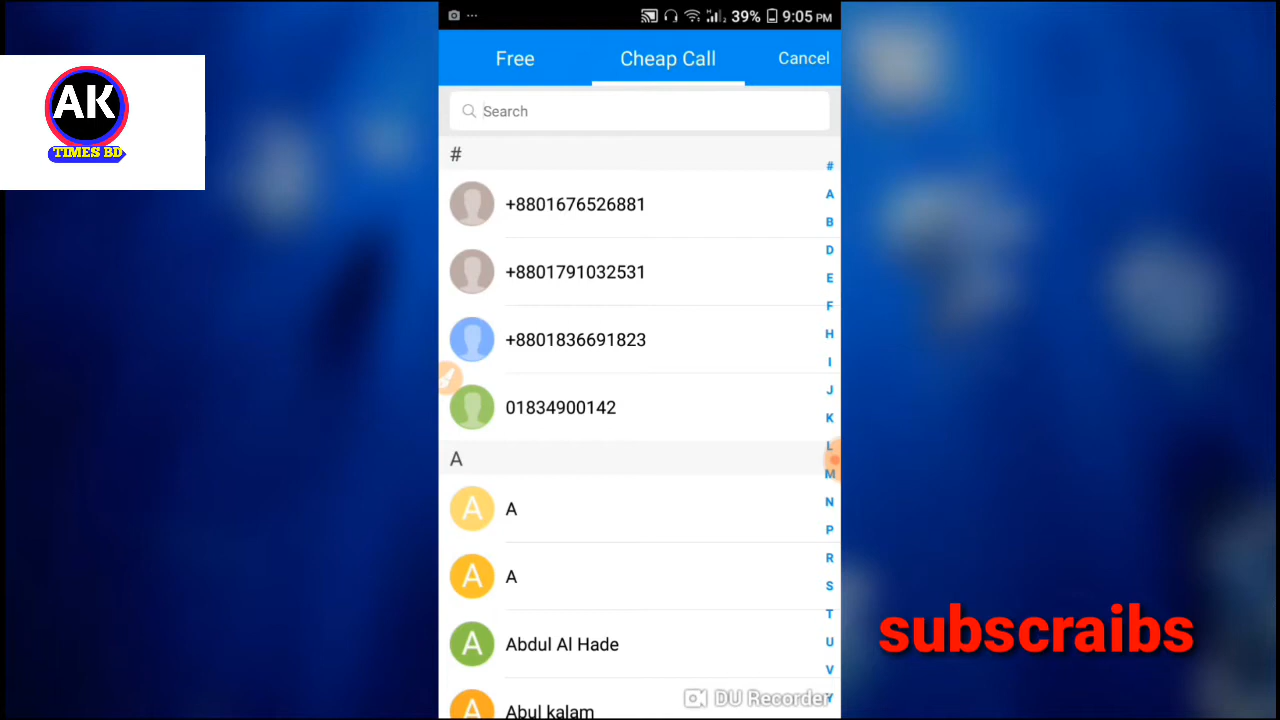 ... 39% 9:05 PM
AK
TIMES BD
Free Cheap Call Cancel
Search
#
+8801676526881
+8801791032531
+8801836691823
01834900142
A
A A
A A
A Abdul Al Hade
A Abul kalam
#
A
B
D
E
F
H
I
J
K
L
M
N
P
R
S
T
U
V
Y
DU Recorder
subscraibs